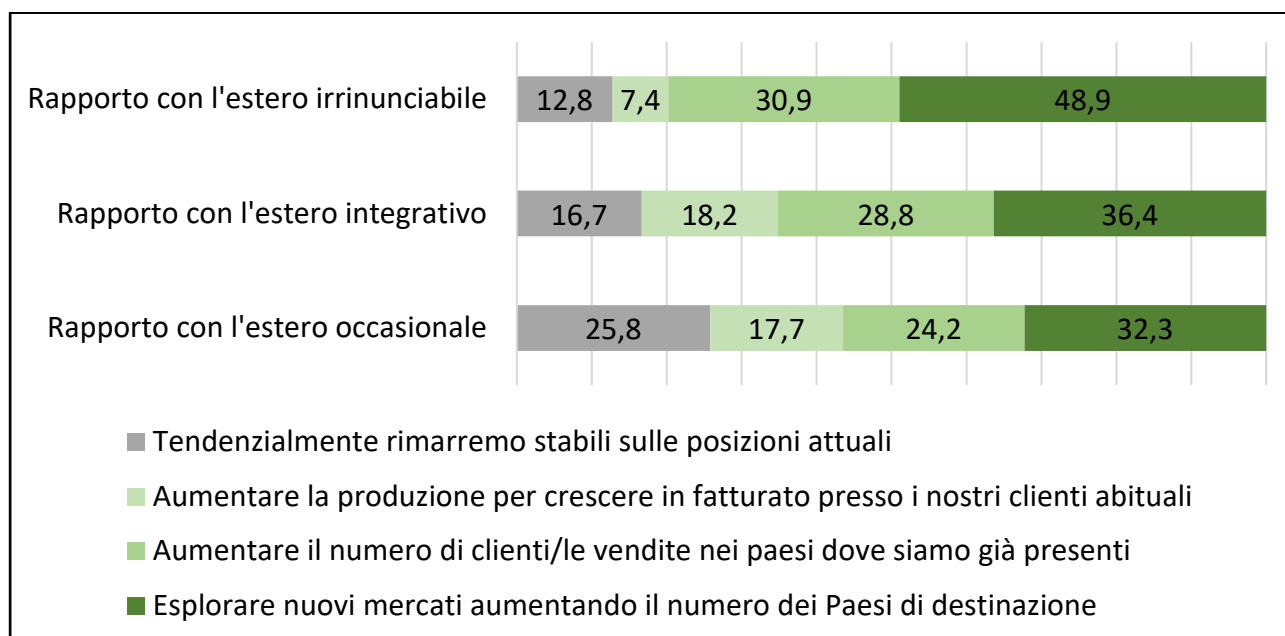 Rapporto con l'estero irrinunciabile
12,8 7,4 30,9 48,9
Rapporto con l'estero integrativo
16,7 18,2 28,8 36,4
Rapporto con l'estero occasionale
25,8 17,7 24,2 32,3
Tendenzialmente rimarremo stabili sulle posizioni attuali
Aumentare la produzione per crescere in fatturato presso i nostri clienti abituali
Aumentare il numero di clienti/le vendite nei paesi dove siamo già presenti
Esplorare nuovi mercati aumentando il numero dei Paesi di destinazione